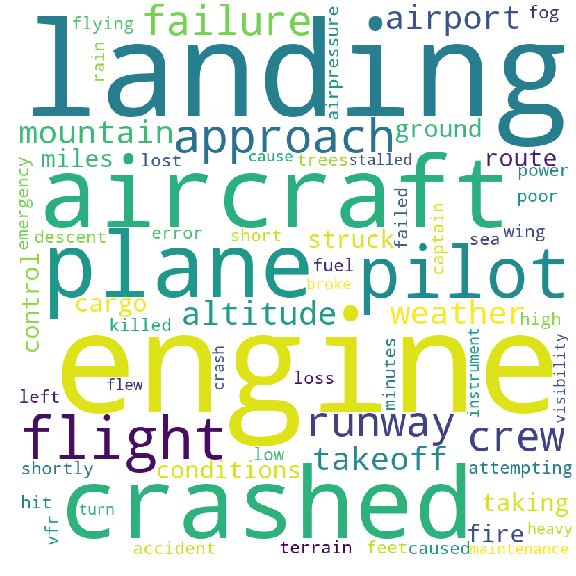 flying failure airport fog
rain landing airpressure
mountain approach ground
miles lost cause trees stalled route
emergency aircraft power
poor
descent error short struck failed captain sea wing
control plane fuel pilot
broke
cargo altitude weather high
killed minutes instrument visibility
engine
left flew crash loss
flight runway crew
shortly conditions low takeoff attempting
hit vfr turn crashed taking
fire heavy
accident terrain feet caused maintenance